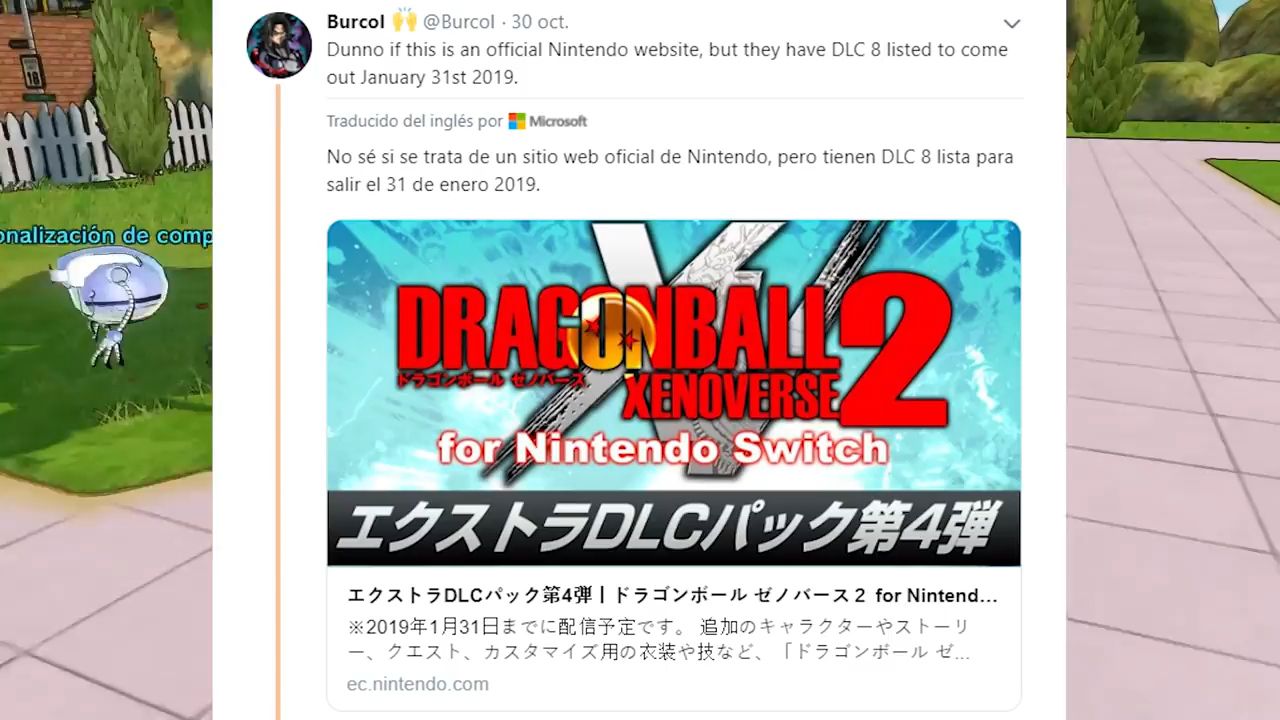 Burcol 🙌 @Burcol · 30 oct.
Dunno if this is an official Nintendo website, but they have DLC 8 listed to come
out January 31st 2019.
Traducido del inglés por Microsoft
No sé si se trata de un sitio web oficial de Nintendo, pero tienen DLC 8 lista para
salir el 31 de enero 2019.
onalización de comp
DRAGONBALL 2
ドラゴンボール ゼノバース
XENOVERSE
for Nintendo Switch
エクストラDLCパック第4弾
エクストラDLCパック第4弾 | ドラゴンボール ゼノバース２ for Nintend...
※2019年1月31日までに配信予定です。 追加のキャラクターやストーリ
ー、クエスト、カスタマイズ用の衣装や技など、「ドラゴンボール ゼ...
ec.nintendo.com